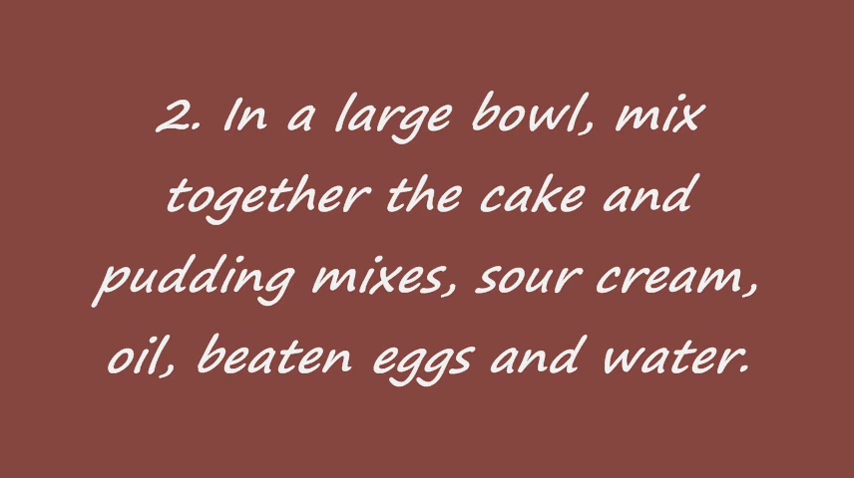 2. In a large bowl, mix
together the cake and
pudding mixes, sour cream,
oil, beaten eggs and water.